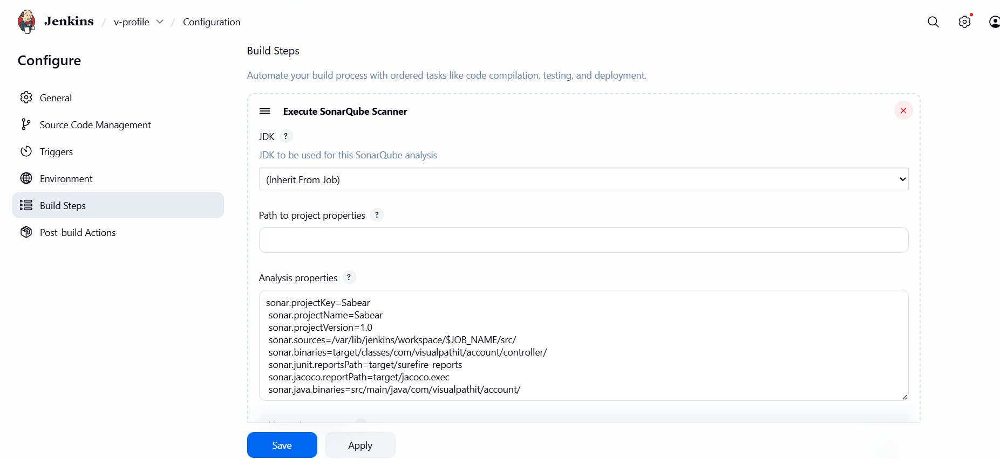 Jenkins / v-profile / Configuration
Configure
General
Source Code Management
Triggers
Environment
Build Steps
Post-build Actions
Build Steps
Automate your build process with ordered tasks like code compilation, testing, and deployment.
Execute SonarQube Scanner
JDK ?
JDK to be used for this SonarQube analysis
(Inherit From Job)
Path to project properties ?
Analysis properties ?
sonar.projectKey=Sabear
sonar.projectName=Sabear
sonar.projectVersion=1.0
sonar.sources=/var/lib/jenkins/workspace/$JOB_NAME/src/
sonar.binaries=target/classes/com/visualpathit/account/controller/
sonar.junit.reportsPath=target/surefire-reports
sonar.jacoco.reportPath=target/jacoco.exec
sonar.java.binaries=src/main/java/com/visualpathit/account/
Save
Apply